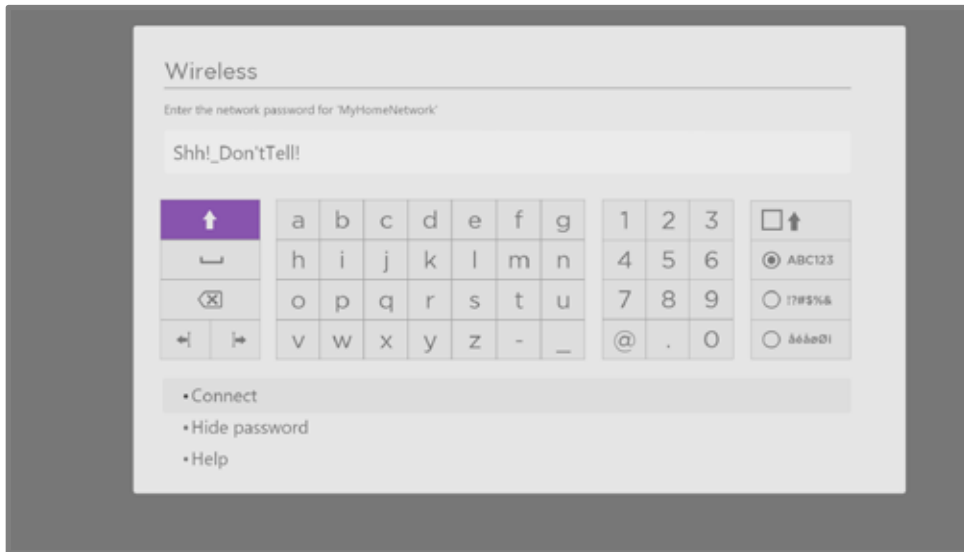 Wireless
Enter the network password for 'MyHomeNetwork'
Shh!_Don'tTell!
a b c d e f g 1 2 3
h i j k l m n 4 5 6 ABC123
o p q r s t u 7 8 9 !?#$%&
v w x y z - _ @ . 0
Connect
Hide password
Help